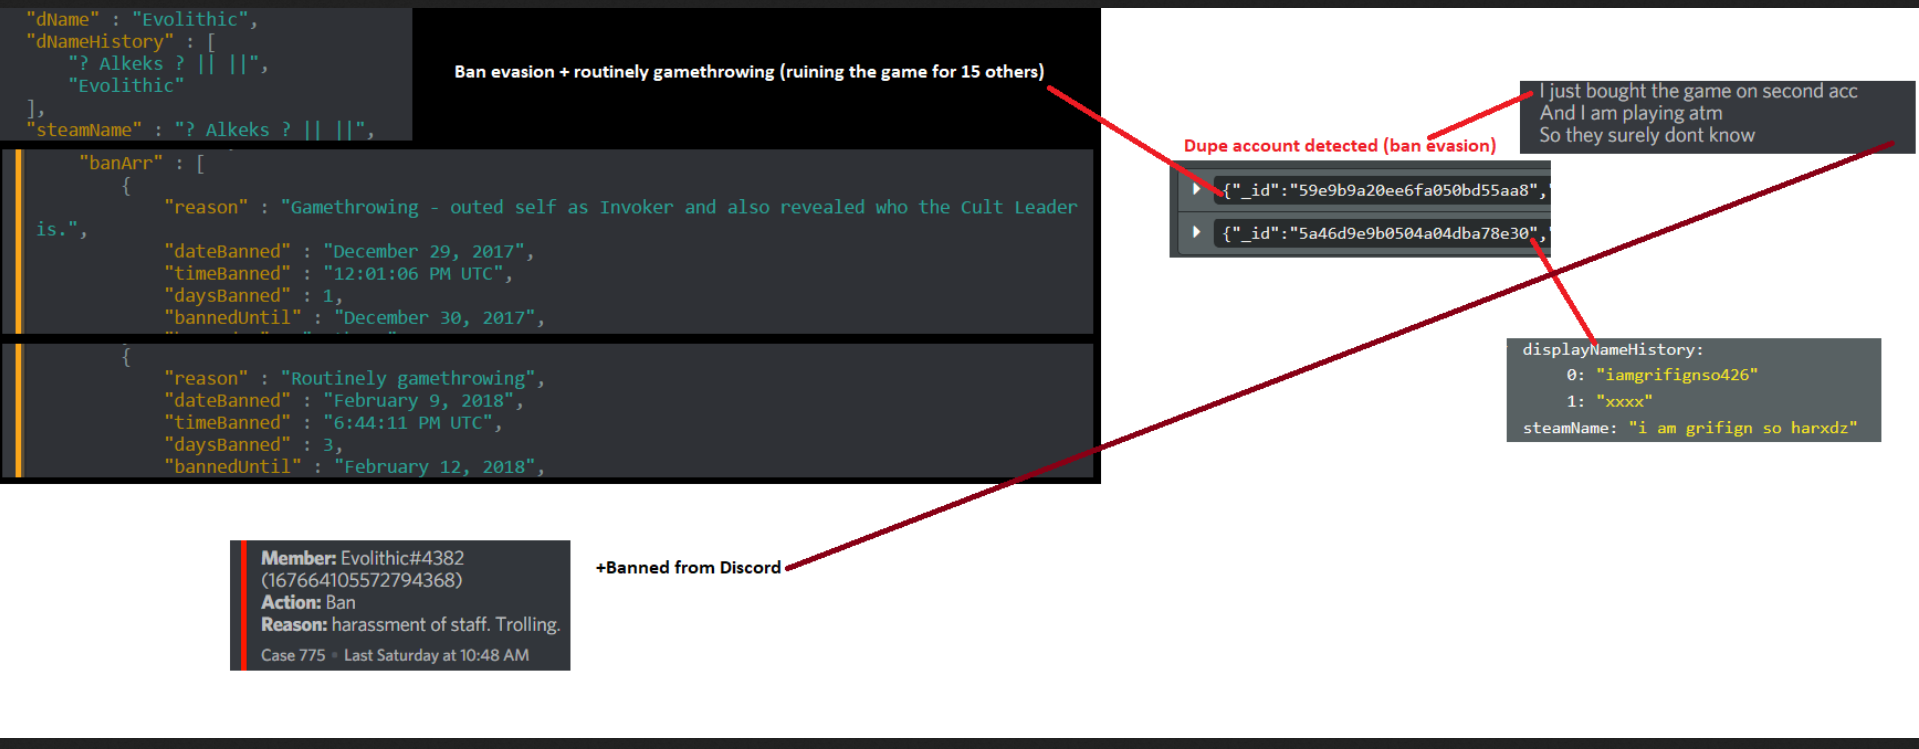 "dName" : "Evolithic",
"dNameHistory" : [
"? Alkeks ? || ||",
"Evolithic"
],
"steamName" : "? Alkeks ? || ||",
Ban evasion + routinely gamethrowing (ruining the game for 15 others)
"banArr" : [
{
"reason" : "Gamethrowing - outed self as Invoker and also revealed who the Cult Leader
is.",
"dateBanned" : "December 29, 2017",
"timeBanned" : "12:01:06 PM UTC",
"daysBanned" : 1,
"bannedUntil" : "December 30, 2017",
{
"reason" : "Routinely gamethrowing",
"dateBanned" : "February 9, 2018",
"timeBanned" : "6:44:11 PM UTC",
"daysBanned" : 3,
"bannedUntil" : "February 12, 2018",
I just bought the game on second acc
And I am playing atm
So they surely dont know
Dupe account detected (ban evasion)
{"_id":"59e9b9a20ee6fa050bd55aa8",
{"_id":"5a46d9e9b0504a04dba78e30",
displayNameHistory:
0: "iamgrifignso426"
1: "xxxx"
steamName: "i am grifign so harxdz"
Member: Evolithic#4382
(167664105572794368)
Action: Ban
Reason: harassment of staff. Trolling.
Case 775 • Last Saturday at 10:48 AM
+Banned from Discord